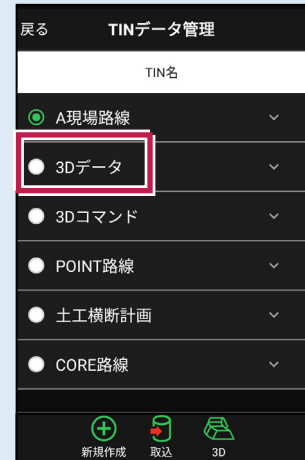 戻る TINデータ管理
TIN名
A現場路線
3Dデータ
3Dコマンド
POINT路線
土工横断計画
CORE路線
新規作成 取込 3D